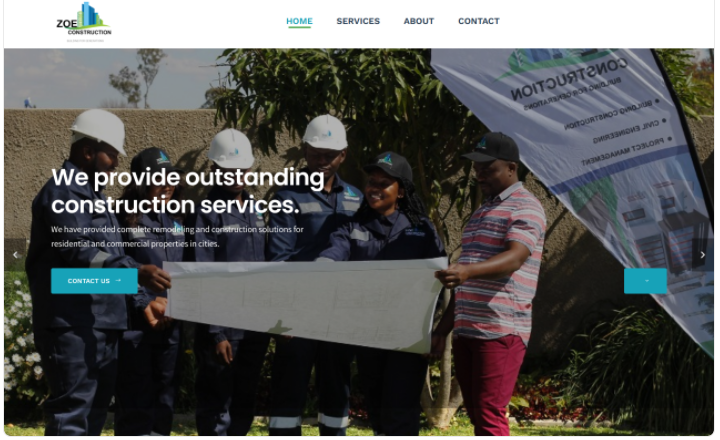 ZOE
CONSTRUCTION
HOME SERVICES ABOUT CONTACT
CONSTRUCTION
BUILDING FOR GENERATIONS
BUILDING CONSTRUCTION
CIVIL ENGINEERING
PROJECT MANAGEMENT
We provide outstanding
construction services.
We have provided complete remodeling and construction solutions for
residential and commercial properties in cities.
CONTACT US →